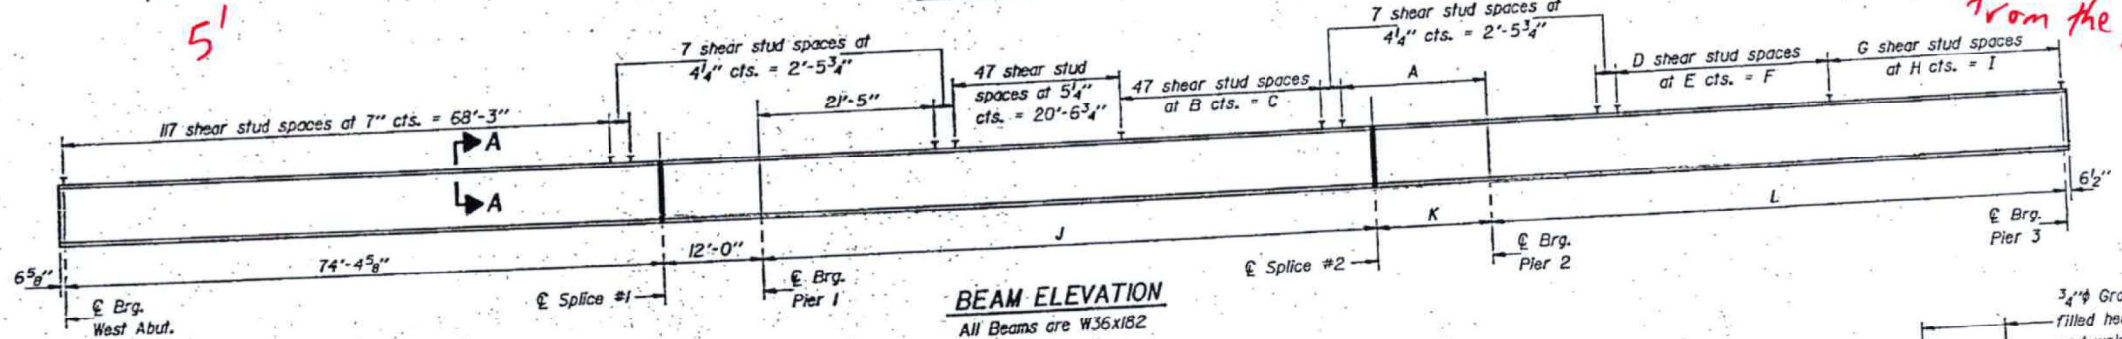 5'
From the
7 shear stud spaces at
4¼" cts. = 2'-5¾"
7 shear stud spaces at
4¼" cts. = 2'-5¾"
D shear stud spaces
at E cts. = F
G shear stud spaces
at H cts. = I
47 shear stud
spaces at 5¼"
cts. = 20'-6¾"
47 shear stud spaces
at B cts. = C
A
21'-5"
117 shear stud spaces at 7" cts. = 68'-3"
A
A
6⅝"
74'-4⅝"
12'-0"
J
K
L
6½"
℄ Brg.
West Abut.
℄ Splice #1
℄ Brg.
Pier 1
℄ Splice #2
℄ Brg.
Pier 2
℄ Brg.
Pier 3
BEAM ELEVATION
All Beams are W36x182
¾"ϕ Gra
filled he